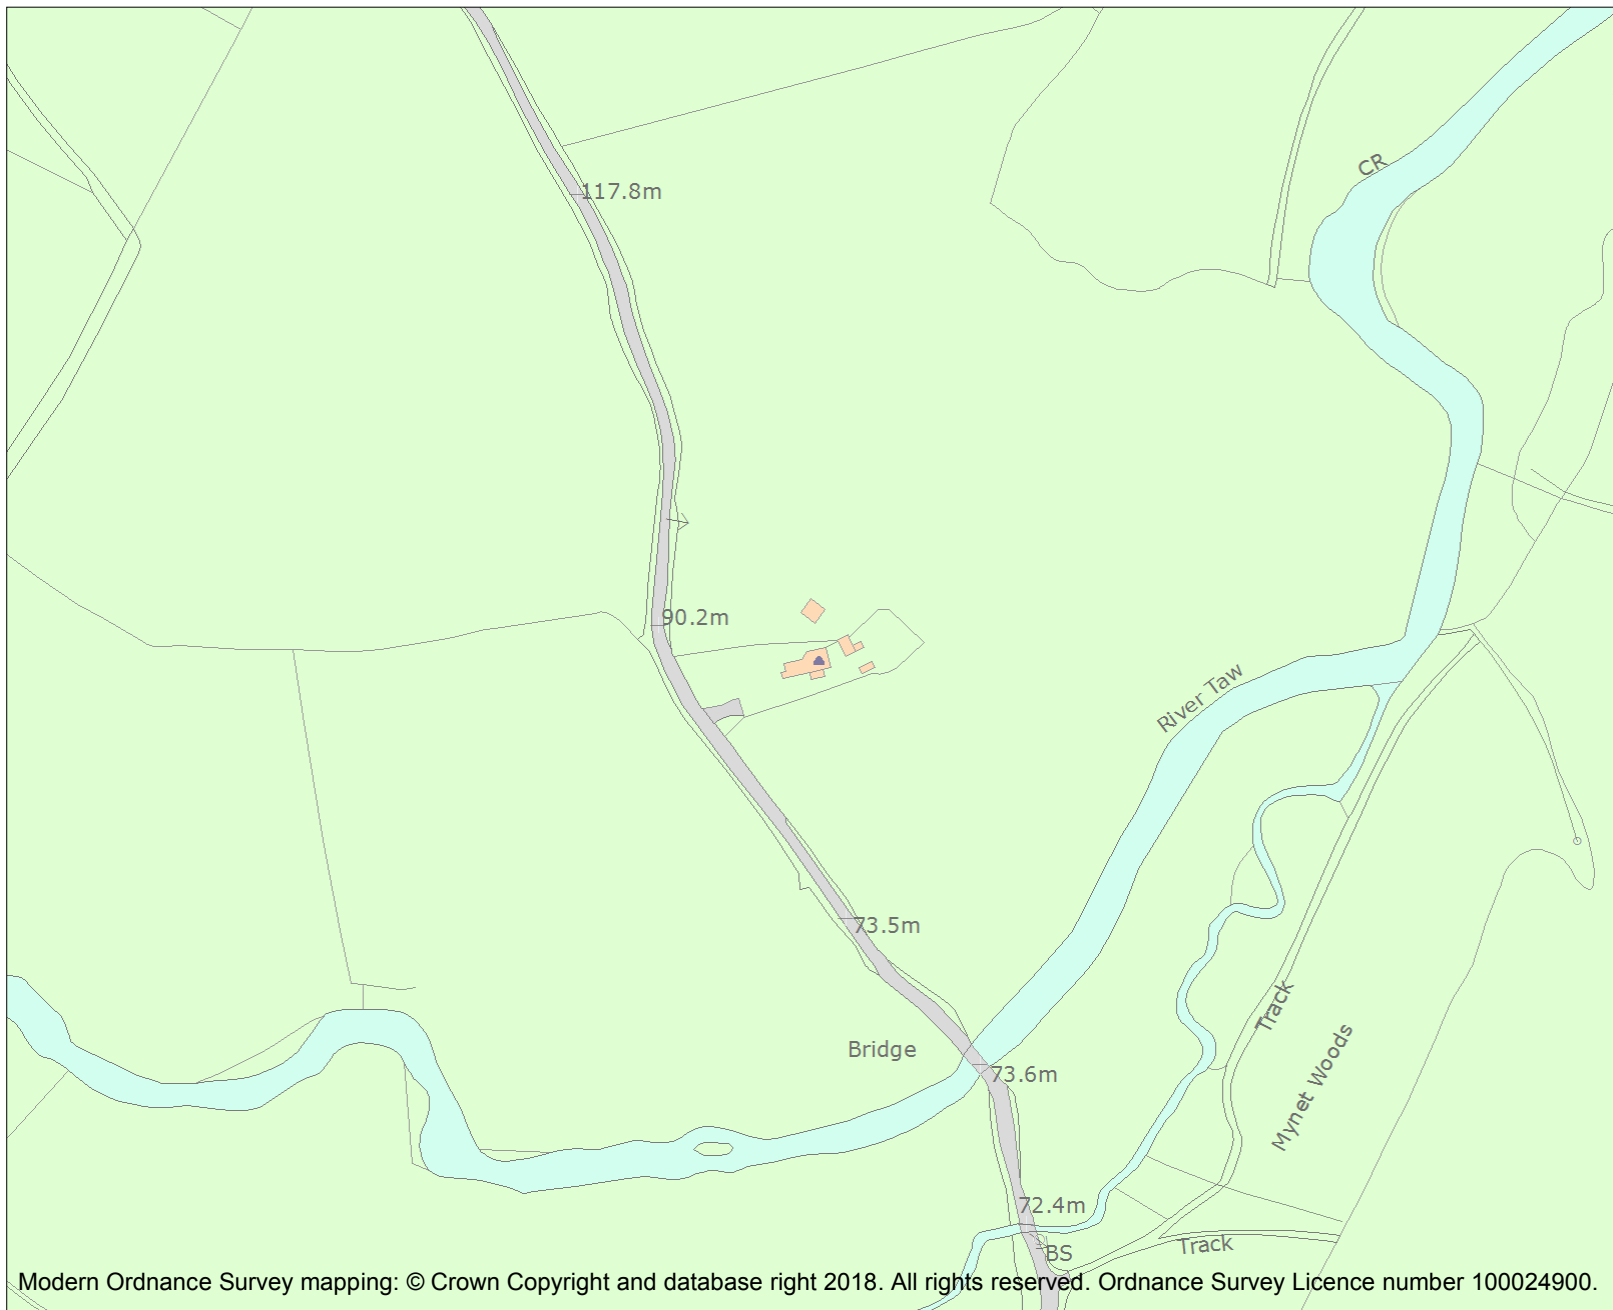 CR
117.8m
90.2m
River Taw
73.5m
Track
Bridge
73.6m
Mynet Woods
72.4m
Track
BS
Modern Ordnance Survey mapping: © Crown Copyright and database right 2018. All rights reserved. Ordnance Survey Licence number 100024900.